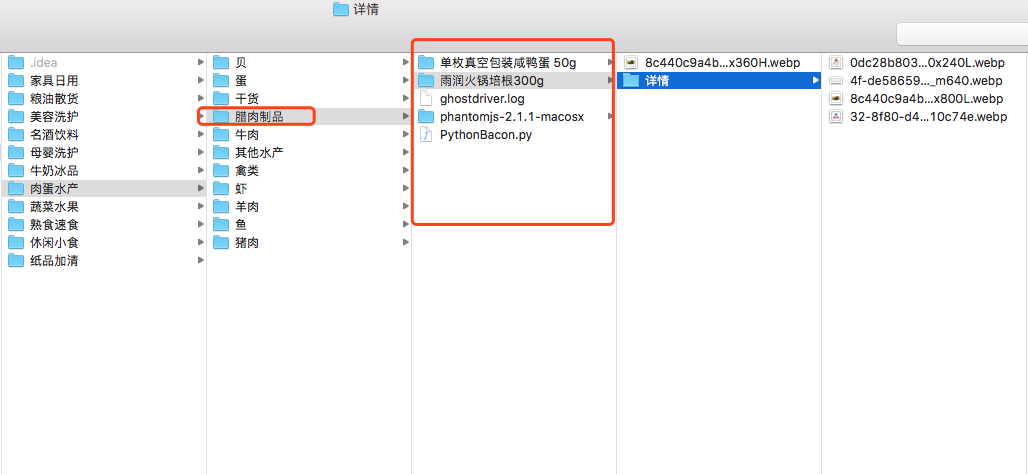 详情
.idea
家具日用
粮油散货
美容洗护
名酒饮料
母婴洗护
牛奶冰品
肉蛋水产
蔬菜水果
熟食速食
休闲小食
纸品加清
贝
蛋
干货
腊肉制品
牛肉
其他水产
禽类
虾
羊肉
鱼
猪肉
单枚真空包装咸鸭蛋 50g
雨润火锅培根300g
ghostdriver.log
phantomjs-2.1.1-macosx
PythonBacon.py
8c440c9a4b...x360H.webp
详情
0dc28b803...0x240L.webp
4f-de58659..._m640.webp
8c440c9a4b...x800L.webp
32-8f80-d4...10c74e.webp